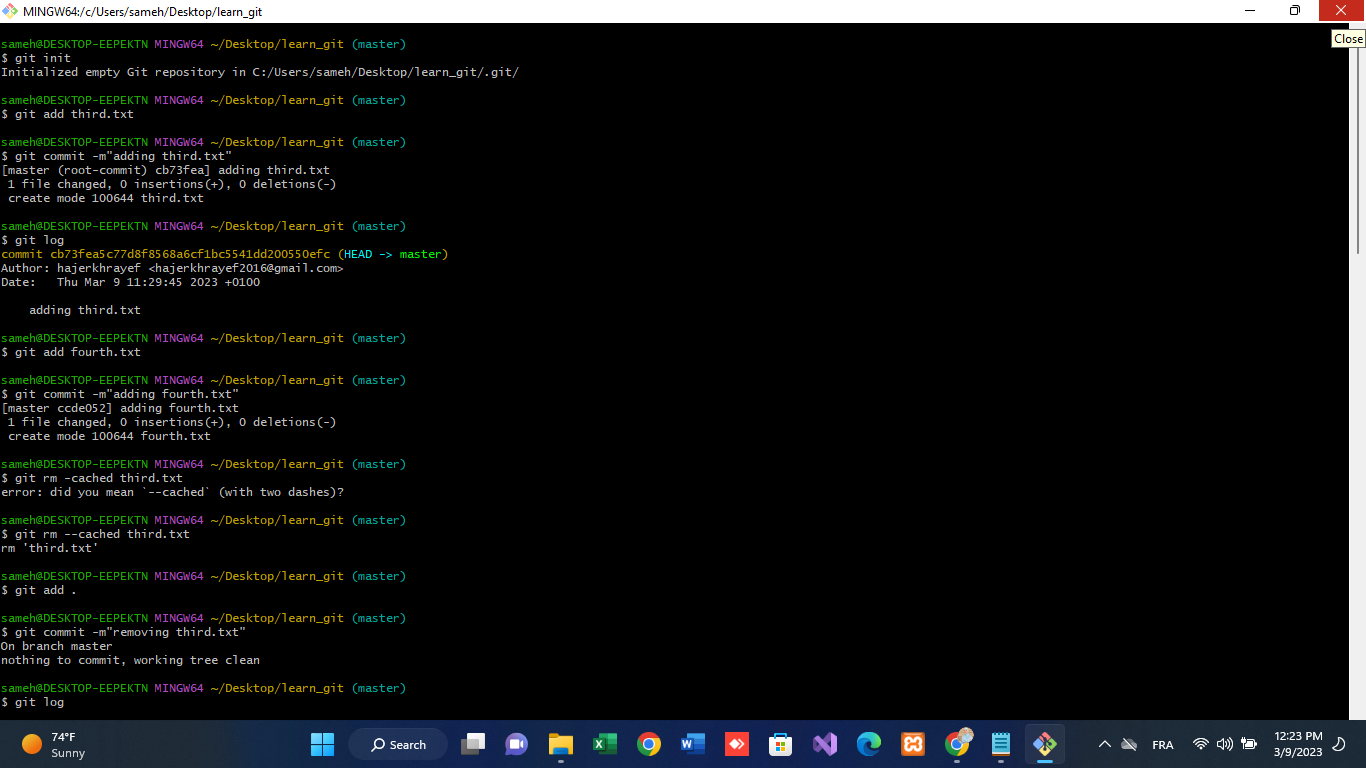 MINGW64:/c/Users/sameh/Desktop/learn_git
Close
sameh@DESKTOP-EEPEKTN MINGW64 ~/Desktop/learn_git (master)
$ git init
Initialized empty Git repository in C:/Users/sameh/Desktop/learn_git/.git/
sameh@DESKTOP-EEPEKTN MINGW64 ~/Desktop/learn_git (master)
$ git add third.txt
sameh@DESKTOP-EEPEKTN MINGW64 ~/Desktop/learn_git (master)
$ git commit -m"adding third.txt"
[master (root-commit) cb73fea] adding third.txt
 1 file changed, 0 insertions(+), 0 deletions(-)
 create mode 100644 third.txt
sameh@DESKTOP-EEPEKTN MINGW64 ~/Desktop/learn_git (master)
$ git log
commit cb73fea5c77d8f8568a6cf1bc5541dd200550efc (HEAD -> master)
Author: hajerkhrayef <hajerkhrayef2016@gmail.com>
Date:   Thu Mar 9 11:29:45 2023 +0100
    adding third.txt
sameh@DESKTOP-EEPEKTN MINGW64 ~/Desktop/learn_git (master)
$ git add fourth.txt
sameh@DESKTOP-EEPEKTN MINGW64 ~/Desktop/learn_git (master)
$ git commit -m"adding fourth.txt"
[master ccde052] adding fourth.txt
 1 file changed, 0 insertions(+), 0 deletions(-)
 create mode 100644 fourth.txt
sameh@DESKTOP-EEPEKTN MINGW64 ~/Desktop/learn_git (master)
$ git rm -cached third.txt
error: did you mean `--cached` (with two dashes)?
sameh@DESKTOP-EEPEKTN MINGW64 ~/Desktop/learn_git (master)
$ git rm --cached third.txt
rm 'third.txt'
sameh@DESKTOP-EEPEKTN MINGW64 ~/Desktop/learn_git (master)
$ git add .
sameh@DESKTOP-EEPEKTN MINGW64 ~/Desktop/learn_git (master)
$ git commit -m"removing third.txt"
On branch master
nothing to commit, working tree clean
sameh@DESKTOP-EEPEKTN MINGW64 ~/Desktop/learn_git (master)
$ git log
74°F
Sunny
Search
FRA
12:23 PM
3/9/2023